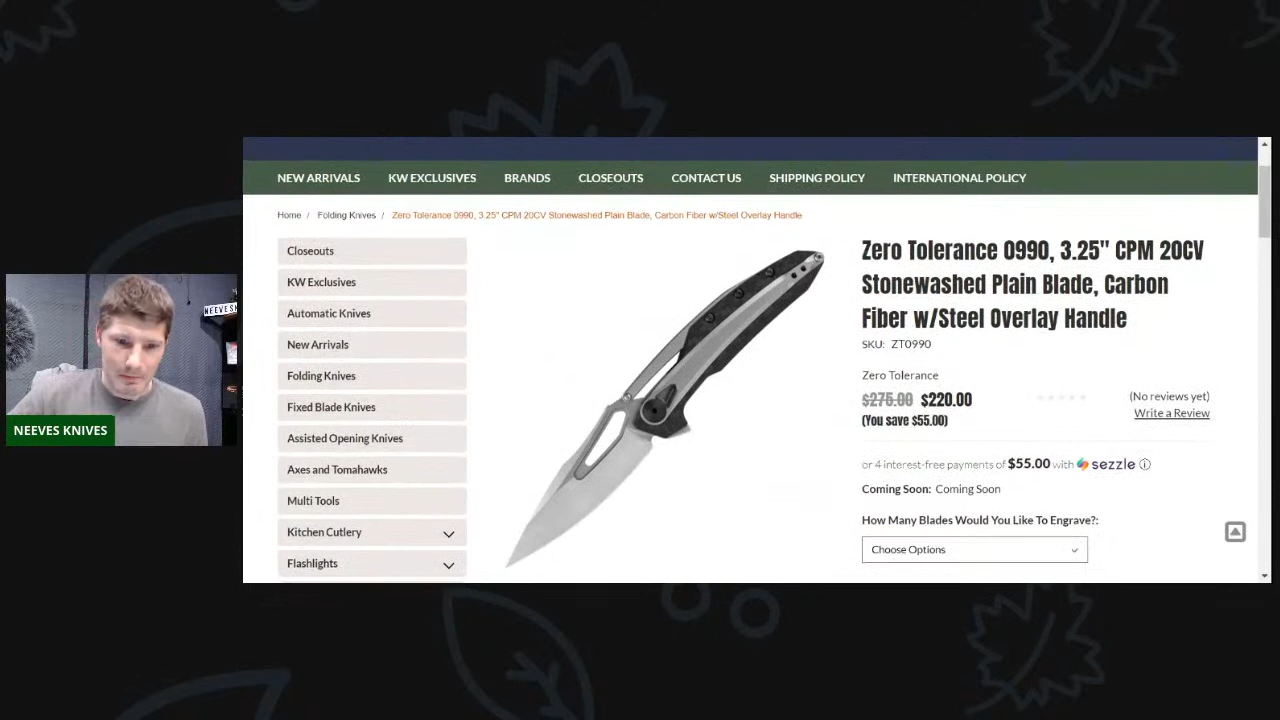 NEW ARRIVALS KW EXCLUSIVES BRANDS CLOSEOUTS CONTACT US SHIPPING POLICY INTERNATIONAL POLICY
Home / Folding Knives / Zero Tolerance 0990, 3.25" CPM 20CV Stonewashed Plain Blade, Carbon Fiber w/Steel Overlay Handle
Closeouts
KW Exclusives
Automatic Knives
New Arrivals
Folding Knives
Fixed Blade Knives
Assisted Opening Knives
Axes and Tomahawks
Multi Tools
Kitchen Cutlery
Flashlights
Zero Tolerance 0990, 3.25" CPM 20CV
Stonewashed Plain Blade, Carbon
Fiber w/Steel Overlay Handle
SKU: ZT0990
Zero Tolerance
$275.00 $220.00
(No reviews yet)
(You save $55.00)
Write a Review
or 4 interest-free payments of $55.00 with sezzle
Coming Soon: Coming Soon
How Many Blades Would You Like To Engrave?:
Choose Options
NEEVES KNIVES